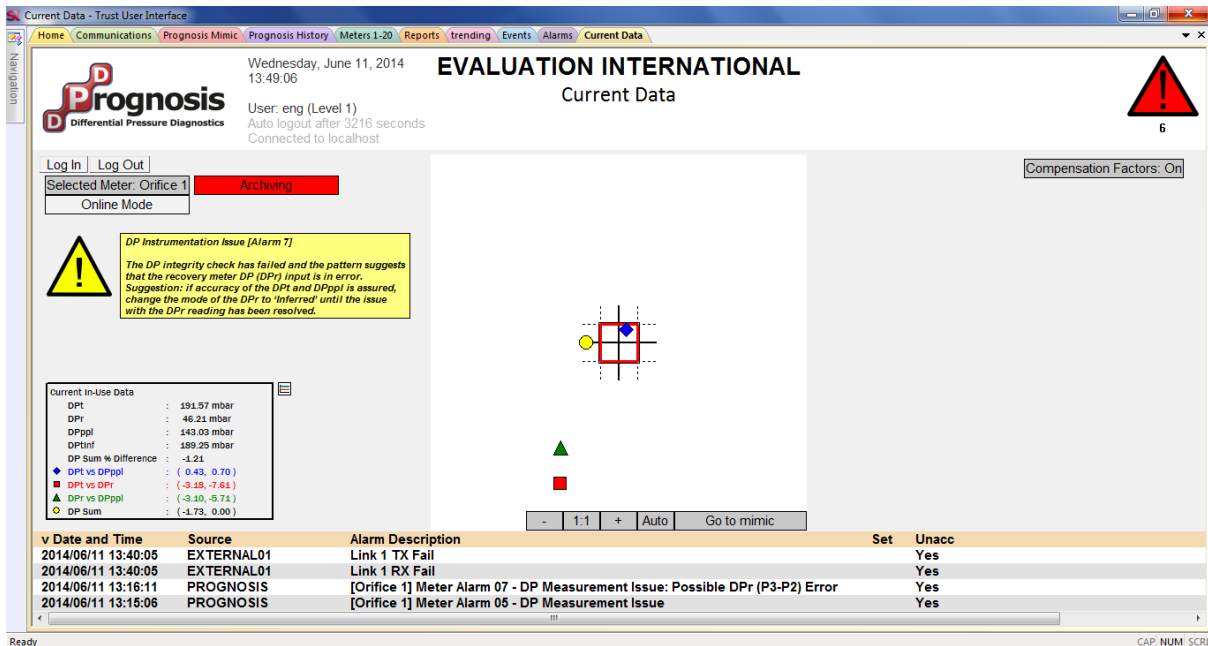 Current Data - Trust User Interface
Home Communications Prognosis Mimic Prognosis History Meters 1-20 Reports trending Events Alarms Current Data
Navigation
D
Prognosis
D Differential Pressure Diagnostics
Wednesday, June 11, 2014
13:49:06
User: eng (Level 1)
Auto logout after 3216 seconds
Connected to localhost
EVALUATION INTERNATIONAL
Current Data
6
Log In Log Out
Selected Meter: Orifice 1 Archiving
Online Mode
Compensation Factors: On
DP Instrumentation Issue [Alarm 7]
The DP integrity check has failed and the pattern suggests
that the recovery meter DP (DPr) input is in error.
Suggestion: if accuracy of the DPt and DPppl is assured,
change the mode of the DPr to 'Inferred' until the issue
with the DPr reading has been resolved.
Current In-Use Data
DPt : 191.57 mbar
DPr : 46.21 mbar
DPppl : 143.03 mbar
DPtinf : 189.25 mbar
DP Sum % Difference : -1.21
DPt vs DPppl : ( 0.43, 0.70 )
DPt vs DPr : ( -3.18, -7.61 )
DPr vs DPppl : ( -3.10, -5.71 )
DP Sum : ( -1.73, 0.00 )
- 1:1 + Auto Go to mimic
v Date and Time Source Alarm Description Set Unacc
2014/06/11 13:40:05 EXTERNAL01 Link 1 TX Fail Yes
2014/06/11 13:40:05 EXTERNAL01 Link 1 RX Fail Yes
2014/06/11 13:16:11 PROGNOSIS [Orifice 1] Meter Alarm 07 - DP Measurement Issue: Possible DPr (P3-P2) Error Yes
2014/06/11 13:15:06 PROGNOSIS [Orifice 1] Meter Alarm 05 - DP Measurement Issue Yes
Ready CAP NUM SCRL